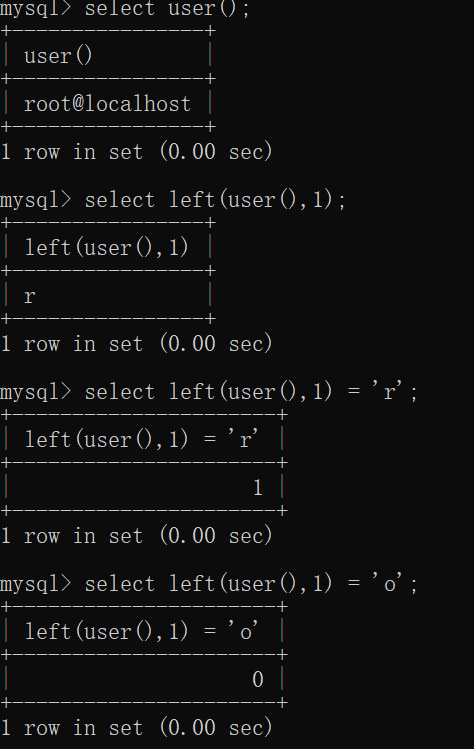 mysql> select user();
+----------------+
| user()         |
+----------------+
| root@localhost |
+----------------+
1 row in set (0.00 sec)
mysql> select left(user(),1);
+----------------+
| left(user(),1) |
+----------------+
| r              |
+----------------+
1 row in set (0.00 sec)
mysql> select left(user(),1) = 'r';
+----------------------+
| left(user(),1) = 'r' |
+----------------------+
|                    1 |
+----------------------+
1 row in set (0.00 sec)
mysql> select left(user(),1) = 'o';
+----------------------+
| left(user(),1) = 'o' |
+----------------------+
|                    0 |
+----------------------+
1 row in set (0.00 sec)